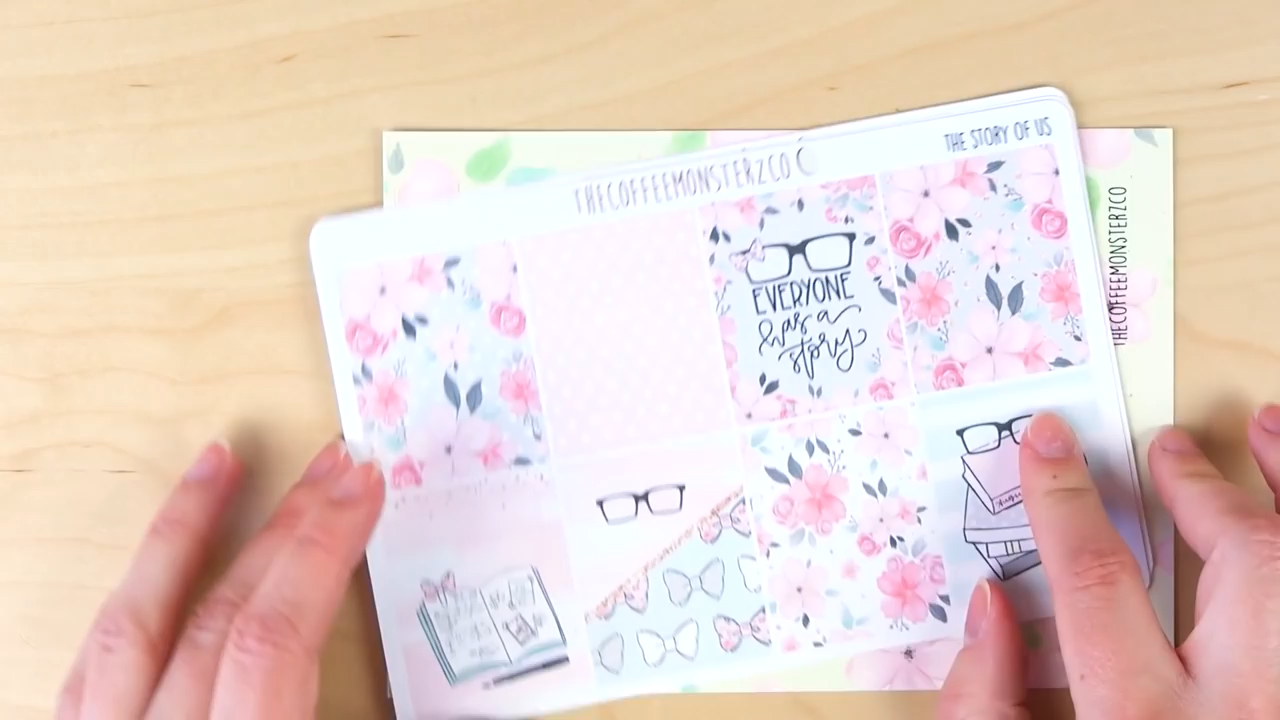 THECOFFEEMONSTERZCO
THE STORY OF US
THECOFFEEMONSTERZCO
EVERYONE
has a
story